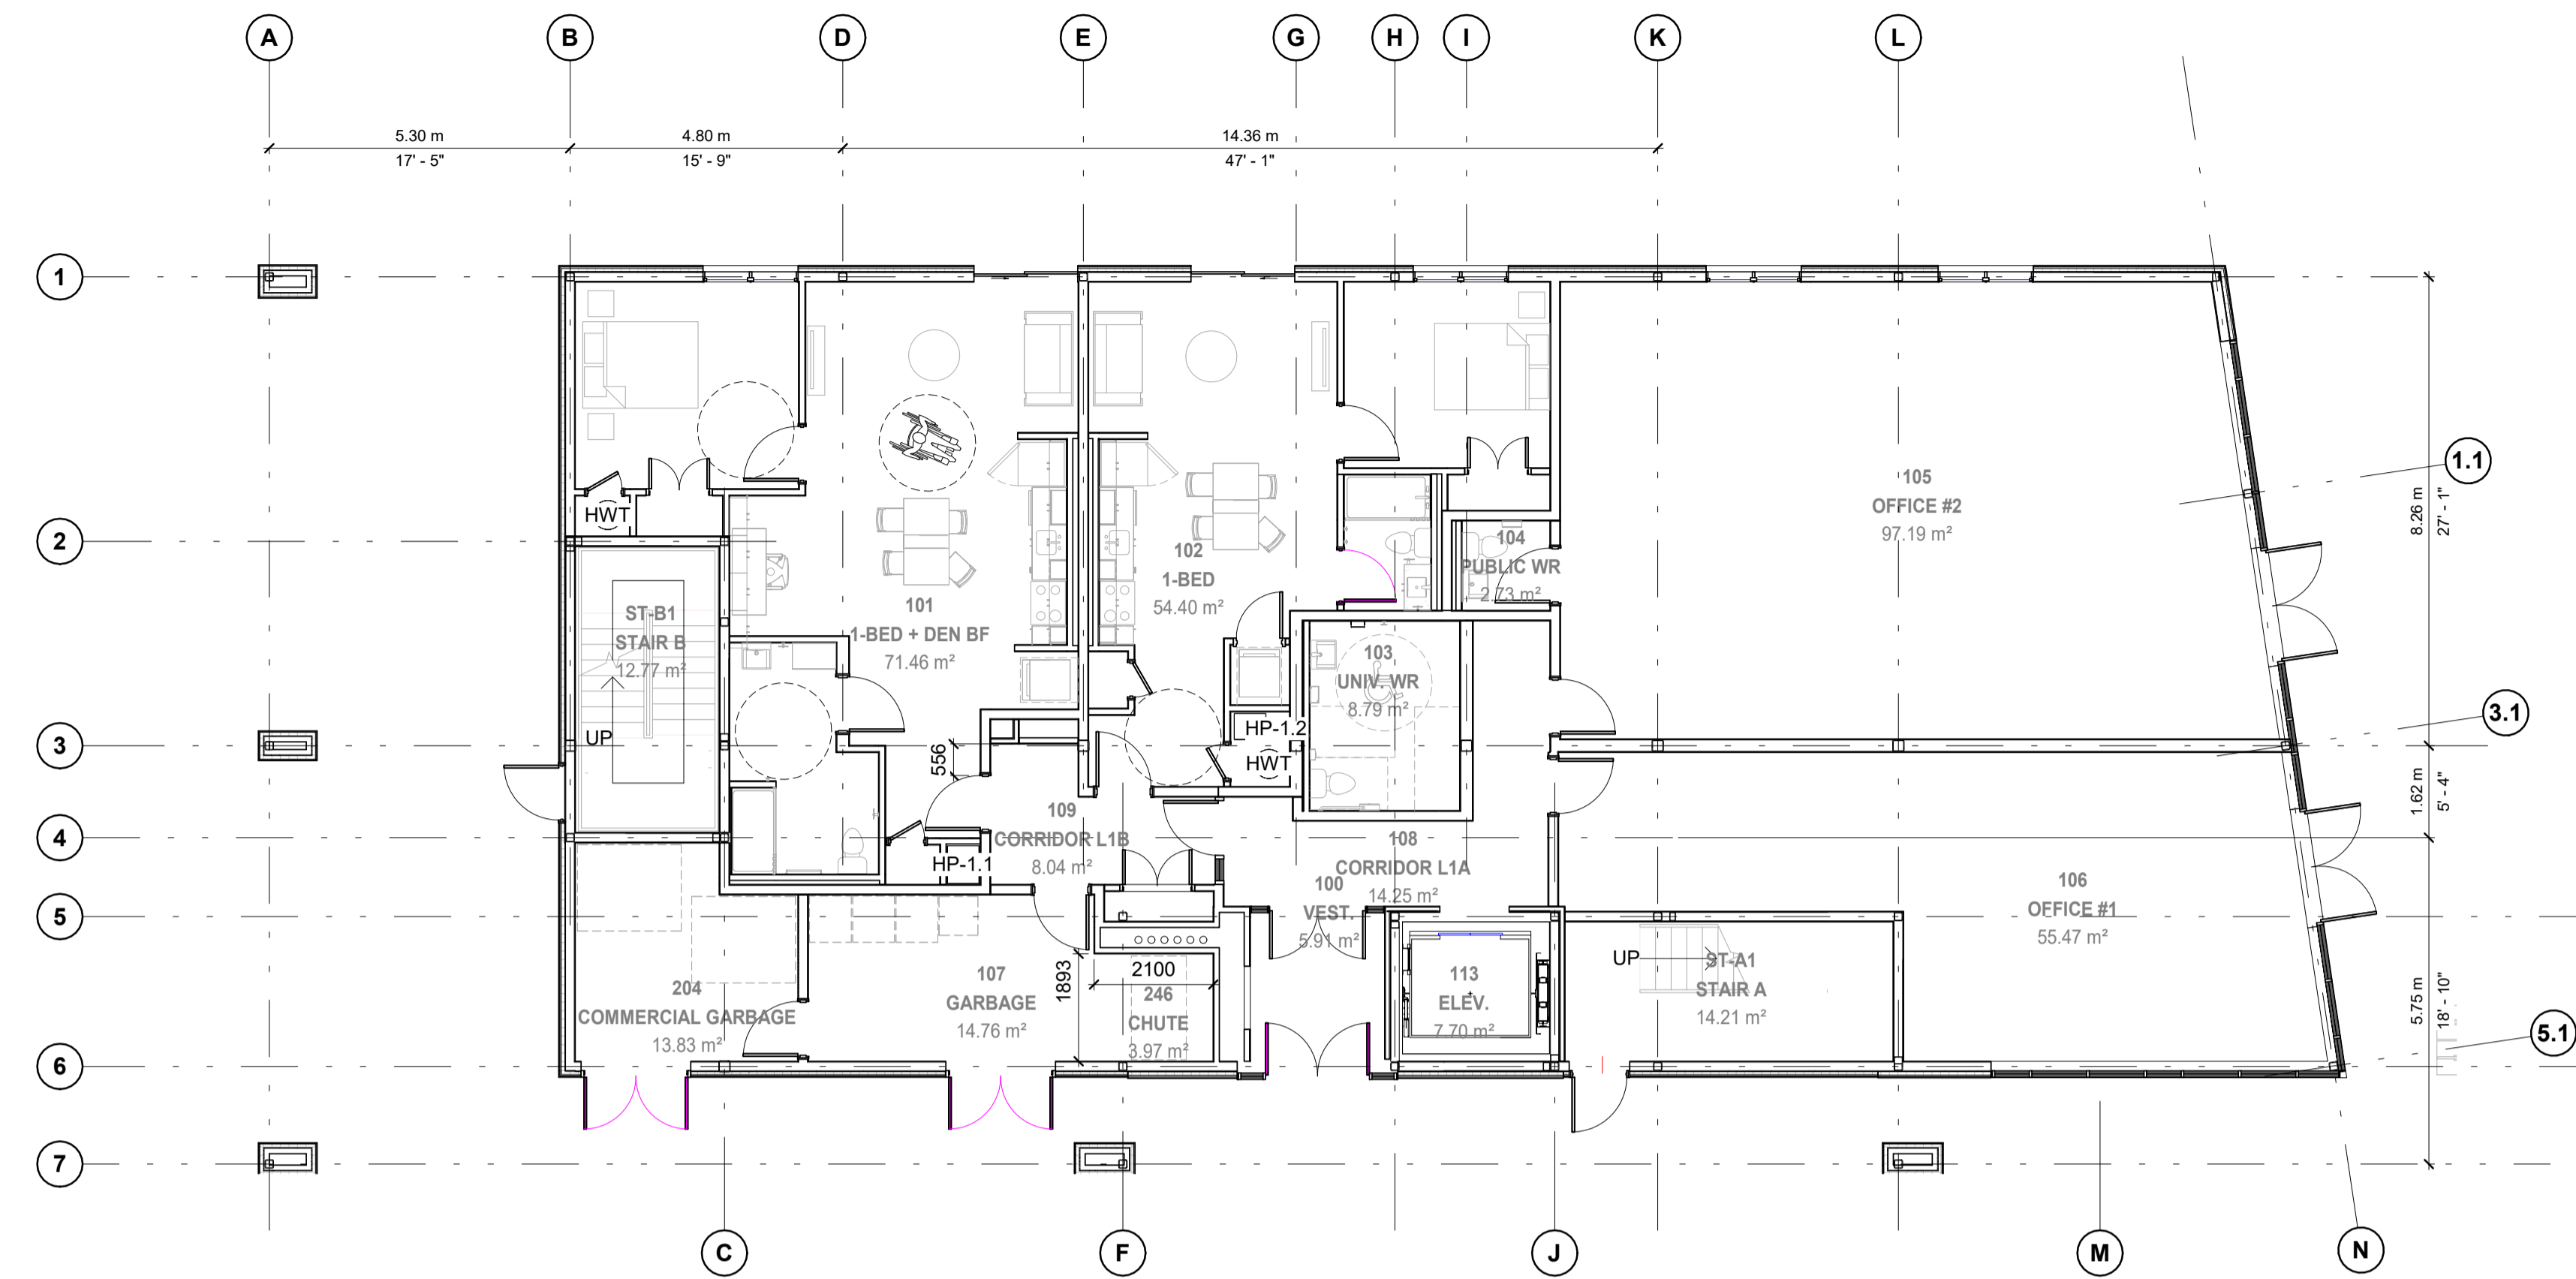 A
B
D
E
G
H
I
K
L
5.30 m
17' - 5"
4.80 m
15' - 9"
14.36 m
47' - 1"
1
2
3
4
5
6
7
1.1
3.1
5.1
8.26 m
27' - 1"
1.62 m
5' - 4"
5.75 m
18' - 10"
HWT
ST-B1
STAIR B
12.77 m²
UP
101
1-BED + DEN BF
71.46 m²
102
1-BED
54.40 m²
104
PUBLIC WR
2.73 m²
105
OFFICE #2
97.19 m²
103
UNIV. WR
8.79 m²
HP-1.2
HWT
556
109
CORRIDOR L1B
8.04 m²
HP-1.1
108
CORRIDOR L1A
14.25 m²
100
VEST.
5.91 m²
106
OFFICE #1
55.47 m²
204
COMMERCIAL GARBAGE
13.83 m²
107
GARBAGE
14.76 m²
1893
2100
246
CHUTE
3.97 m²
113
ELEV.
7.70 m²
UP
ST-A1
STAIR A
14.21 m²
C
F
J
M
N